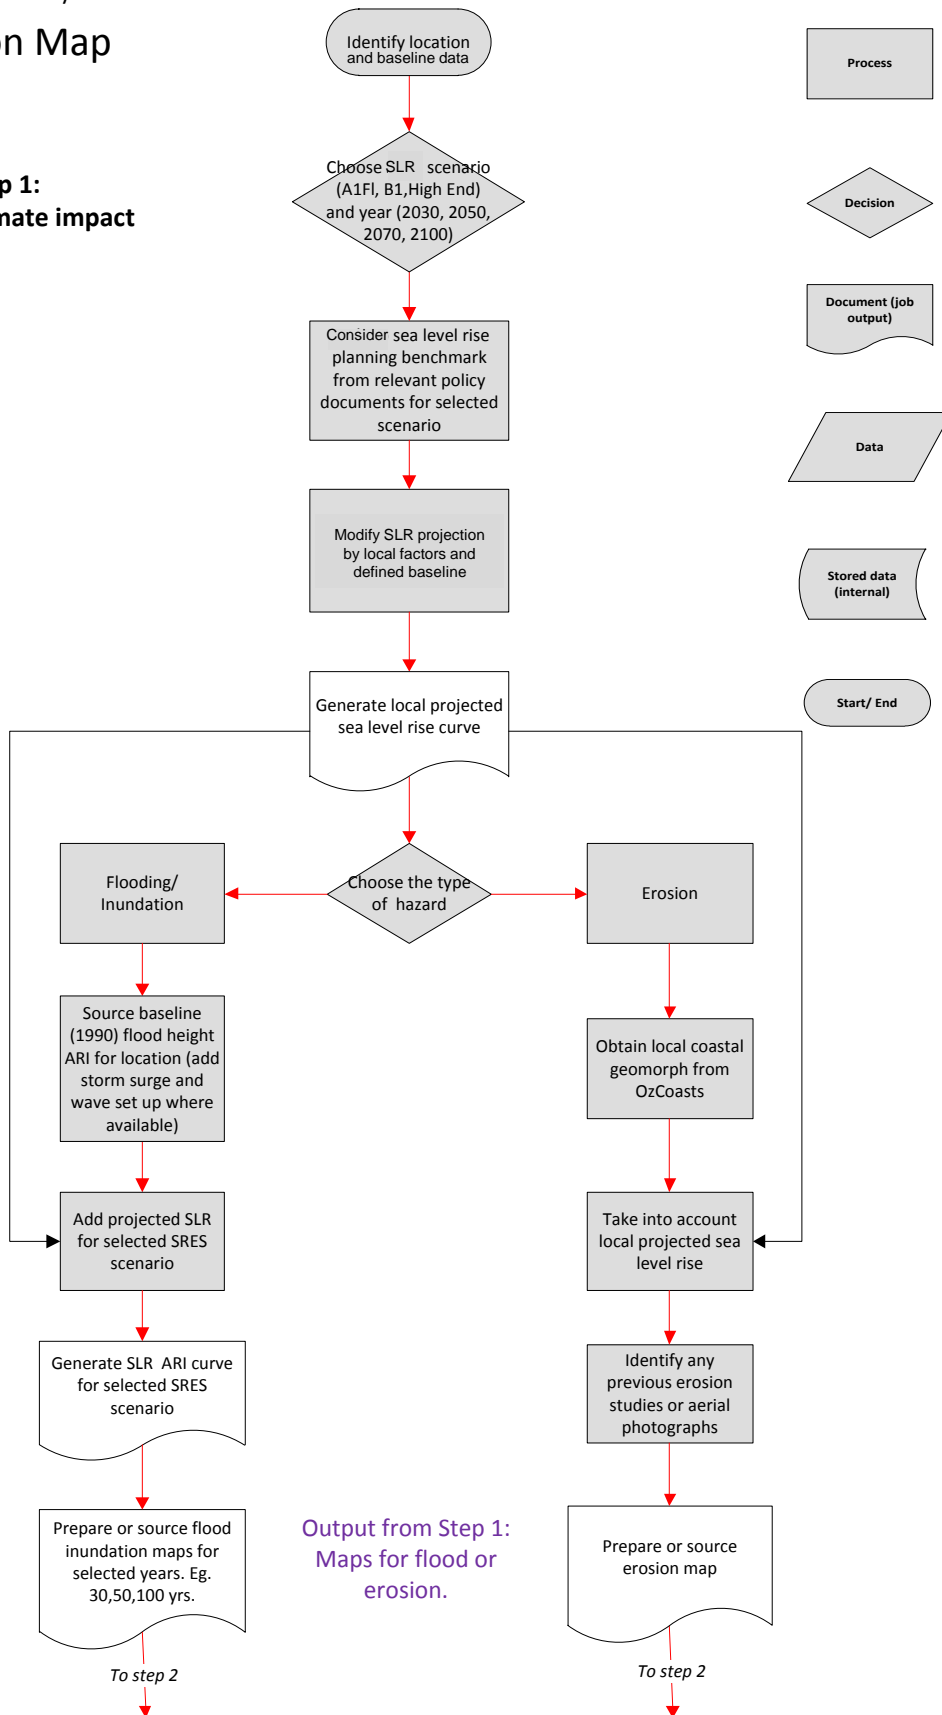 on Map
p 1:
mate impact
Identify location
and baseline data
Choose SLR scenario
(A1FI, B1,High End)
and year (2030, 2050,
2070, 2100)
Consider sea level rise
planning benchmark
from relevant policy
documents for selected
scenario
Modify SLR projection
by local factors and
defined baseline
Generate local projected
sea level rise curve
Choose the type
of hazard
Flooding/
Inundation
Erosion
Source baseline
(1990) flood height
ARI for location (add
storm surge and
wave set up where
available)
Obtain local coastal
geomorph from
OzCoasts
Add projected SLR
for selected SRES
scenario
Take into account
local projected sea
level rise
Generate SLR ARI curve
for selected SRES
scenario
Identify any
previous erosion
studies or aerial
photographs
Prepare or source flood
inundation maps for
selected years. Eg.
30,50,100 yrs.
Output from Step 1:
Maps for flood or
erosion.
Prepare or source
erosion map
To step 2
To step 2
Process
Decision
Document (job
output)
Data
Stored data
(internal)
Start/ End